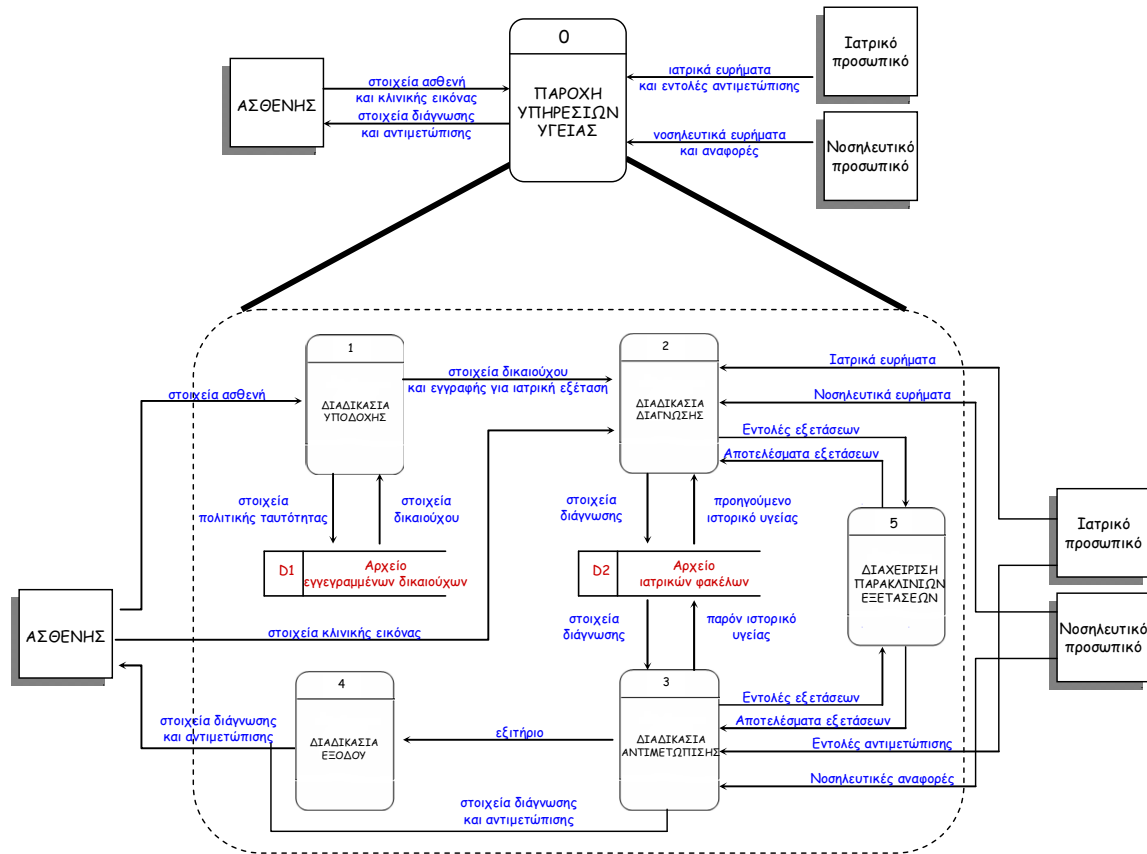 0
ΠΑΡΟΧΗ
ΥΠΗΡΕΣΙΩΝ
ΥΓΕΙΑΣ
ΑΣΘΕΝΗΣ
στοιχεία ασθενή
και κλινικής εικόνας
στοιχεία διάγνωσης
και αντιμετώπισης
ιατρικά ευρήματα
και εντολές αντιμετώπισης
νοσηλευτικά ευρήματα
και αναφορές
Ιατρικό
προσωπικό
Νοσηλευτικό
προσωπικό
1
ΔΙΑΔΙΚΑΣΙΑ
ΥΠΟΔΟΧΗΣ
στοιχεία ασθενή
στοιχεία δικαιούχου
και εγγραφής για ιατρική εξέταση
2
ΔΙΑΔΙΚΑΣΙΑ
ΔΙΑΓΝΩΣΗΣ
Ιατρικά ευρήματα
Νοσηλευτικά ευρήματα
Εντολές εξετάσεων
Αποτελέσματα εξετάσεων
στοιχεία
πολιτικής ταυτότητας
στοιχεία
δικαιούχου
στοιχεία
διάγνωσης
προηγούμενο
ιστορικό υγείας
5
ΔΙΑΧΕΙΡΙΣΗ
ΠΑΡΑΚΛΙΝΙΩΝ
ΕΞΕΤΑΣΕΩΝ
Ιατρικό
προσωπικό
D1
Αρχείο
εγγεγραμμένων δικαιούχων
D2
Αρχείο
ιατρικών φακέλων
ΑΣΘΕΝΗΣ
στοιχεία κλινικής εικόνας
στοιχεία
διάγνωσης
παρόν ιστορικό
υγείας
Νοσηλευτικό
προσωπικό
4
ΔΙΑΔΙΚΑΣΙΑ
ΕΞΟΔΟΥ
στοιχεία διάγνωσης
και αντιμετώπισης
εξιτήριο
3
ΔΙΑΔΙΚΑΣΙΑ
ΑΝΤΙΜΕΤΩΠΙΣΗΣ
Εντολές εξετάσεων
Αποτελέσματα εξετάσεων
Εντολές αντιμετώπισης
Νοσηλευτικές αναφορές
στοιχεία διάγνωσης
και αντιμετώπισης